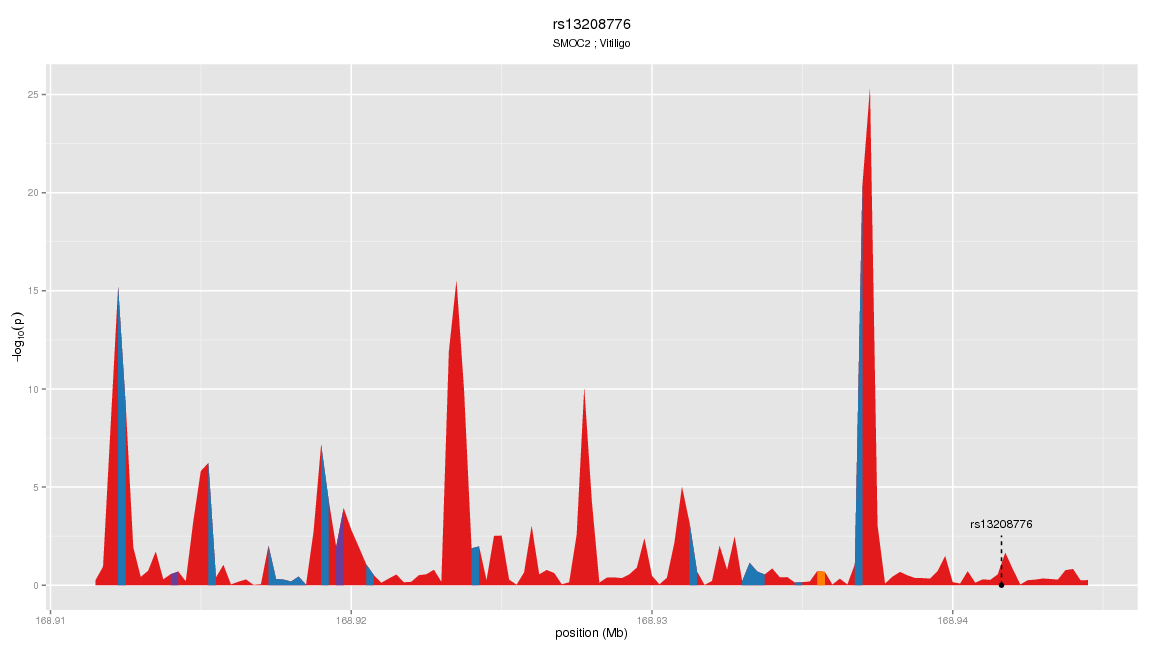 rs13208776
SMOC2 ; Vitiligo
25
20
15
10
5
0
−log10(p)
rs13208776
168.91 168.92 168.93 168.94
position (Mb)